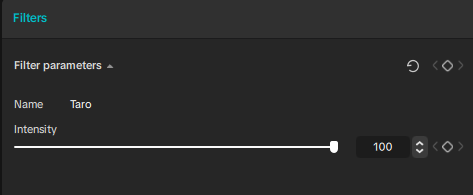 Filters
Filter parameters
Name Taro
Intensity
100